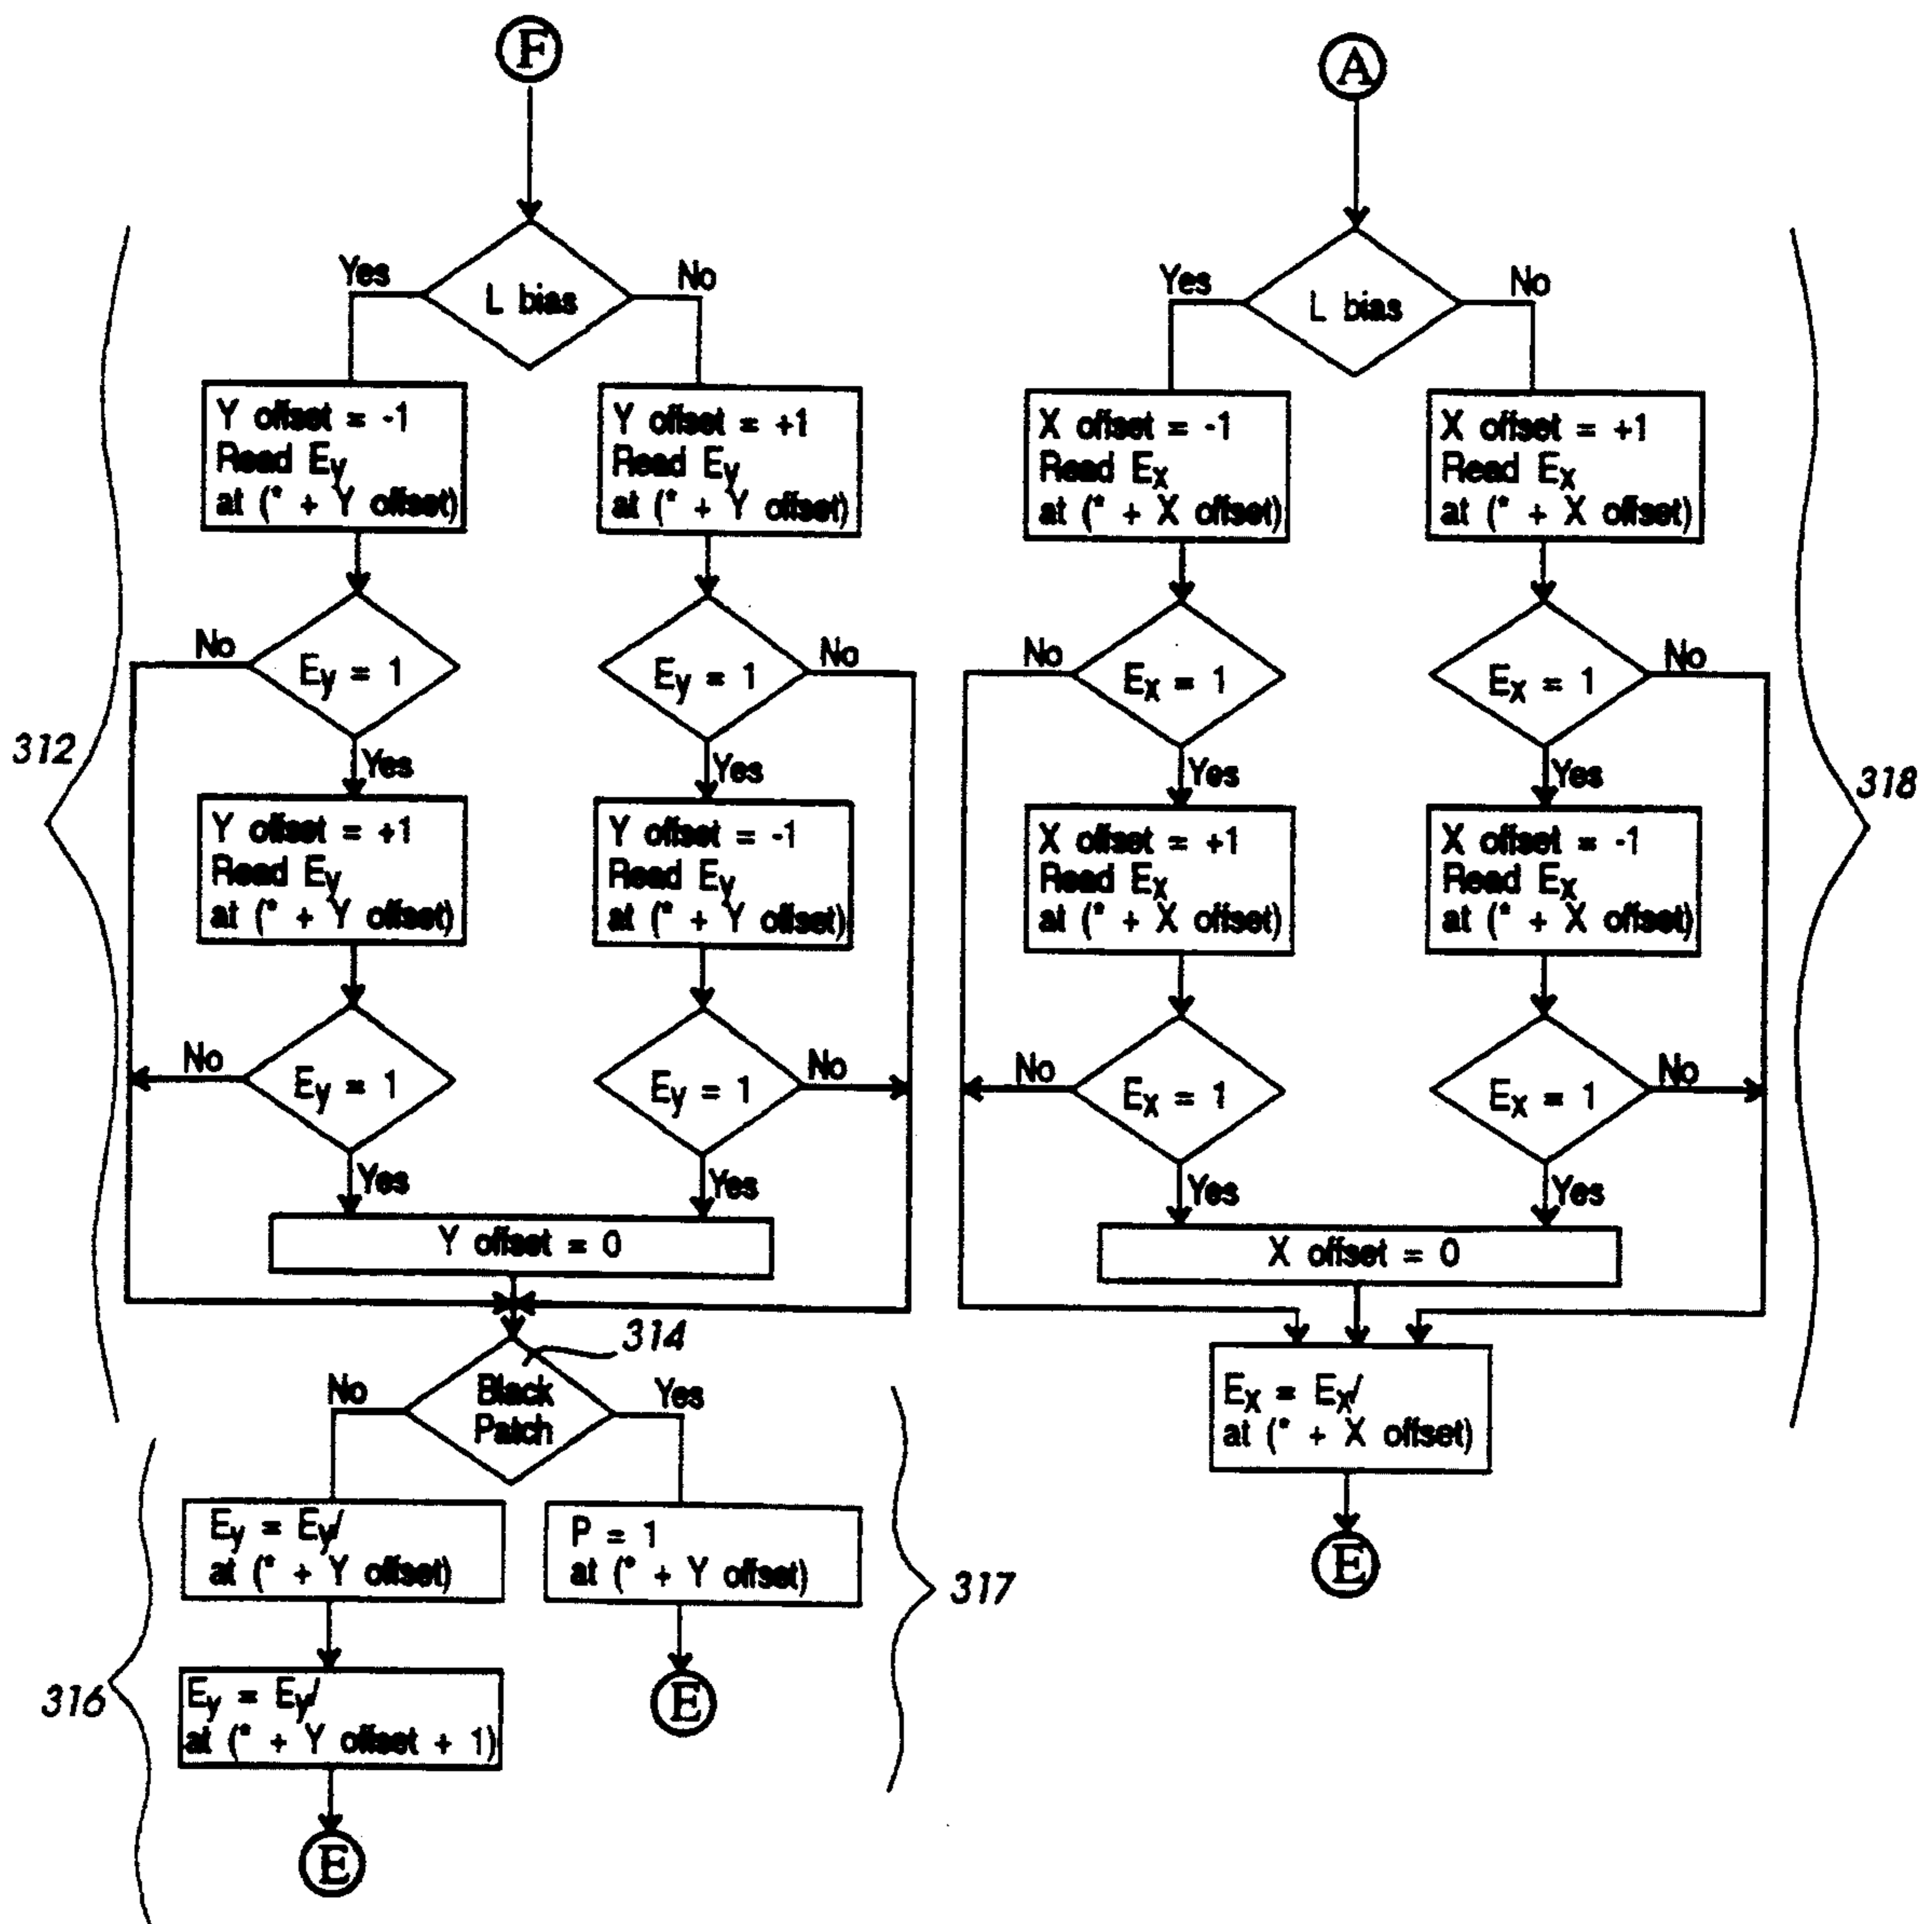 F
L bias
Yes
No
Y offset = -1
Read Ey
at (* + Y offset)
Y offset = +1
Read Ey
at (* + Y offset)
Ey = 1
No
Yes
Ey = 1
No
Yes
Y offset = +1
Read Ey
at (* + Y offset)
Y offset = -1
Read Ey
at (* + Y offset)
Ey = 1
No
Yes
Ey = 1
No
Yes
Y offset = 0
312
314
Black
Patch
No
Yes
Ey = Ey/
at (* + Y offset)
P = 1
at (* + Y offset)
Ey = Ey/
at (* + Y offset + 1)
E
E
316
317
A
L bias
Yes
No
X offset = -1
Read Ex
at (* + X offset)
X offset = +1
Read Ex
at (* + X offset)
Ex = 1
No
Yes
Ex = 1
No
Yes
X offset = +1
Read Ex
at (* + X offset)
X offset = -1
Read Ex
at (* + X offset)
Ex = 1
No
Yes
Ex = 1
No
Yes
X offset = 0
318
Ex = Ex/
at (* + X offset)
E